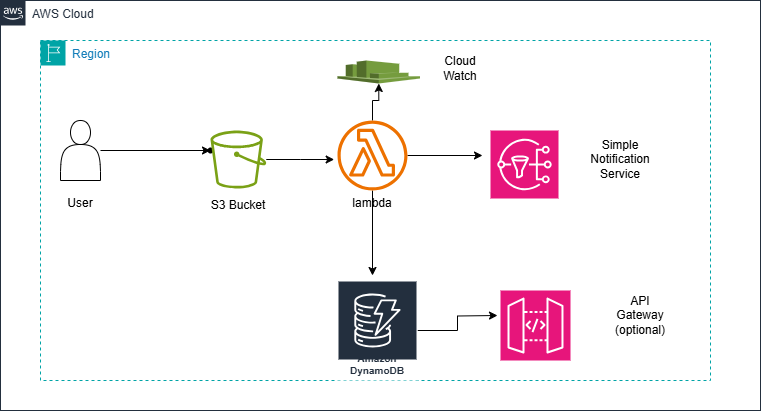 aws
AWS Cloud
Region
Cloud
Watch
User
S3 Bucket
lambda
Simple
Notification
Service
Amazon
DynamoDB
API
Gateway
(optional)